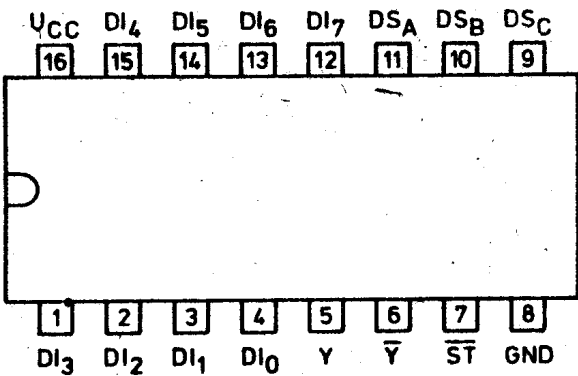 UCC DI4 DI5 DI6 DI7 DSA DSB DSC
16 15 14 13 12 11 10 9
1 2 3 4 5 6 7 8
DI3 DI2 DI1 DI0 Y Y̅ S̅T̅ GND